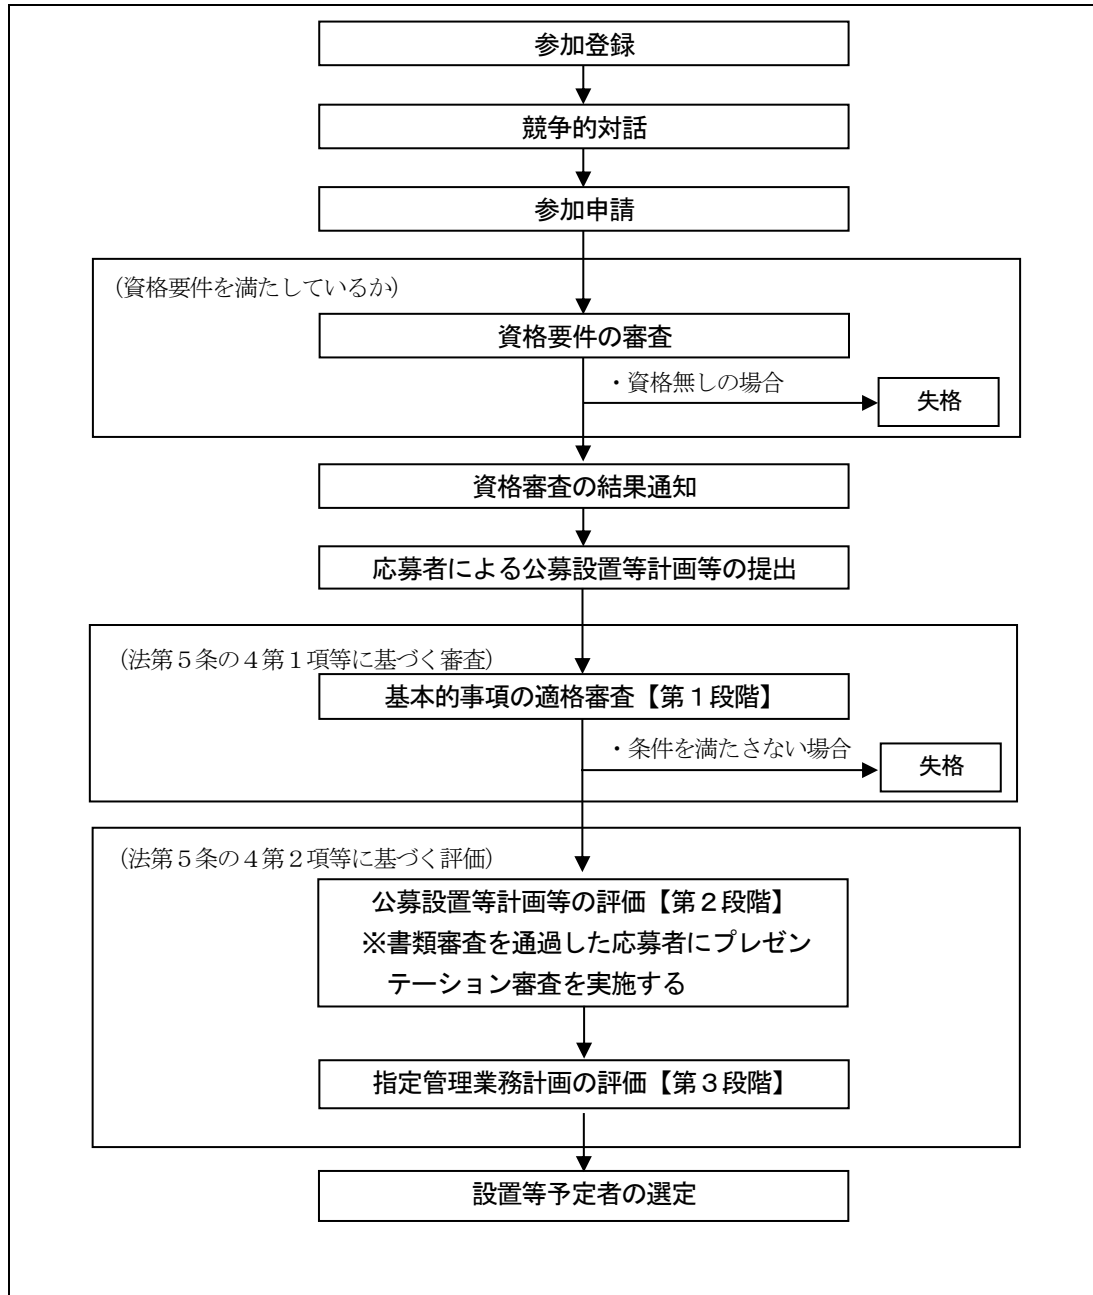 参加登録
競争的対話
参加申請
（資格要件を満たしているか）
資格要件の審査
・資格無しの場合
失格
資格審査の結果通知
応募者による公募設置等計画等の提出
（法第５条の４第１項等に基づく審査）
基本的事項の適格審査【第１段階】
・条件を満たさない場合
失格
（法第５条の４第２項等に基づく評価）
公募設置等計画等の評価【第２段階】
※書類審査を通過した応募者にプレゼン
テーション審査を実施する
指定管理業務計画の評価【第３段階】
設置等予定者の選定